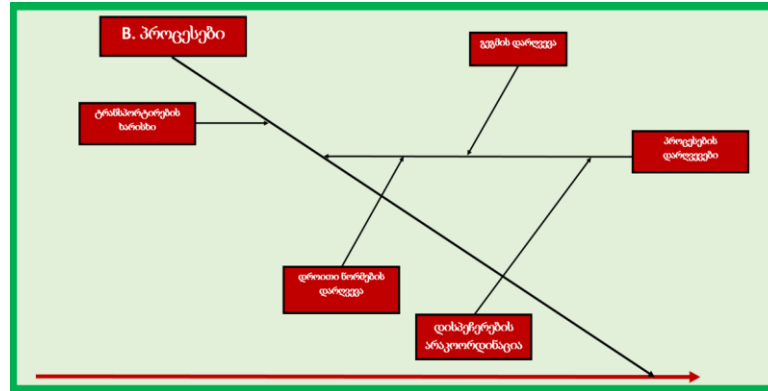 B. პროცესები
გეგმის დარღვევა
ტრანსპორტირების
ხარისხი
პროცესების
დარღვევები
დროითი ნორმების
დარღვევა
დისპეჩერების
არაკოორდინაცია